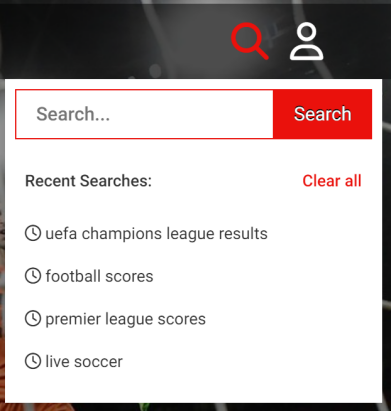 Search... Search
Recent Searches: Clear all
uefa champions league results
football scores
premier league scores
live soccer